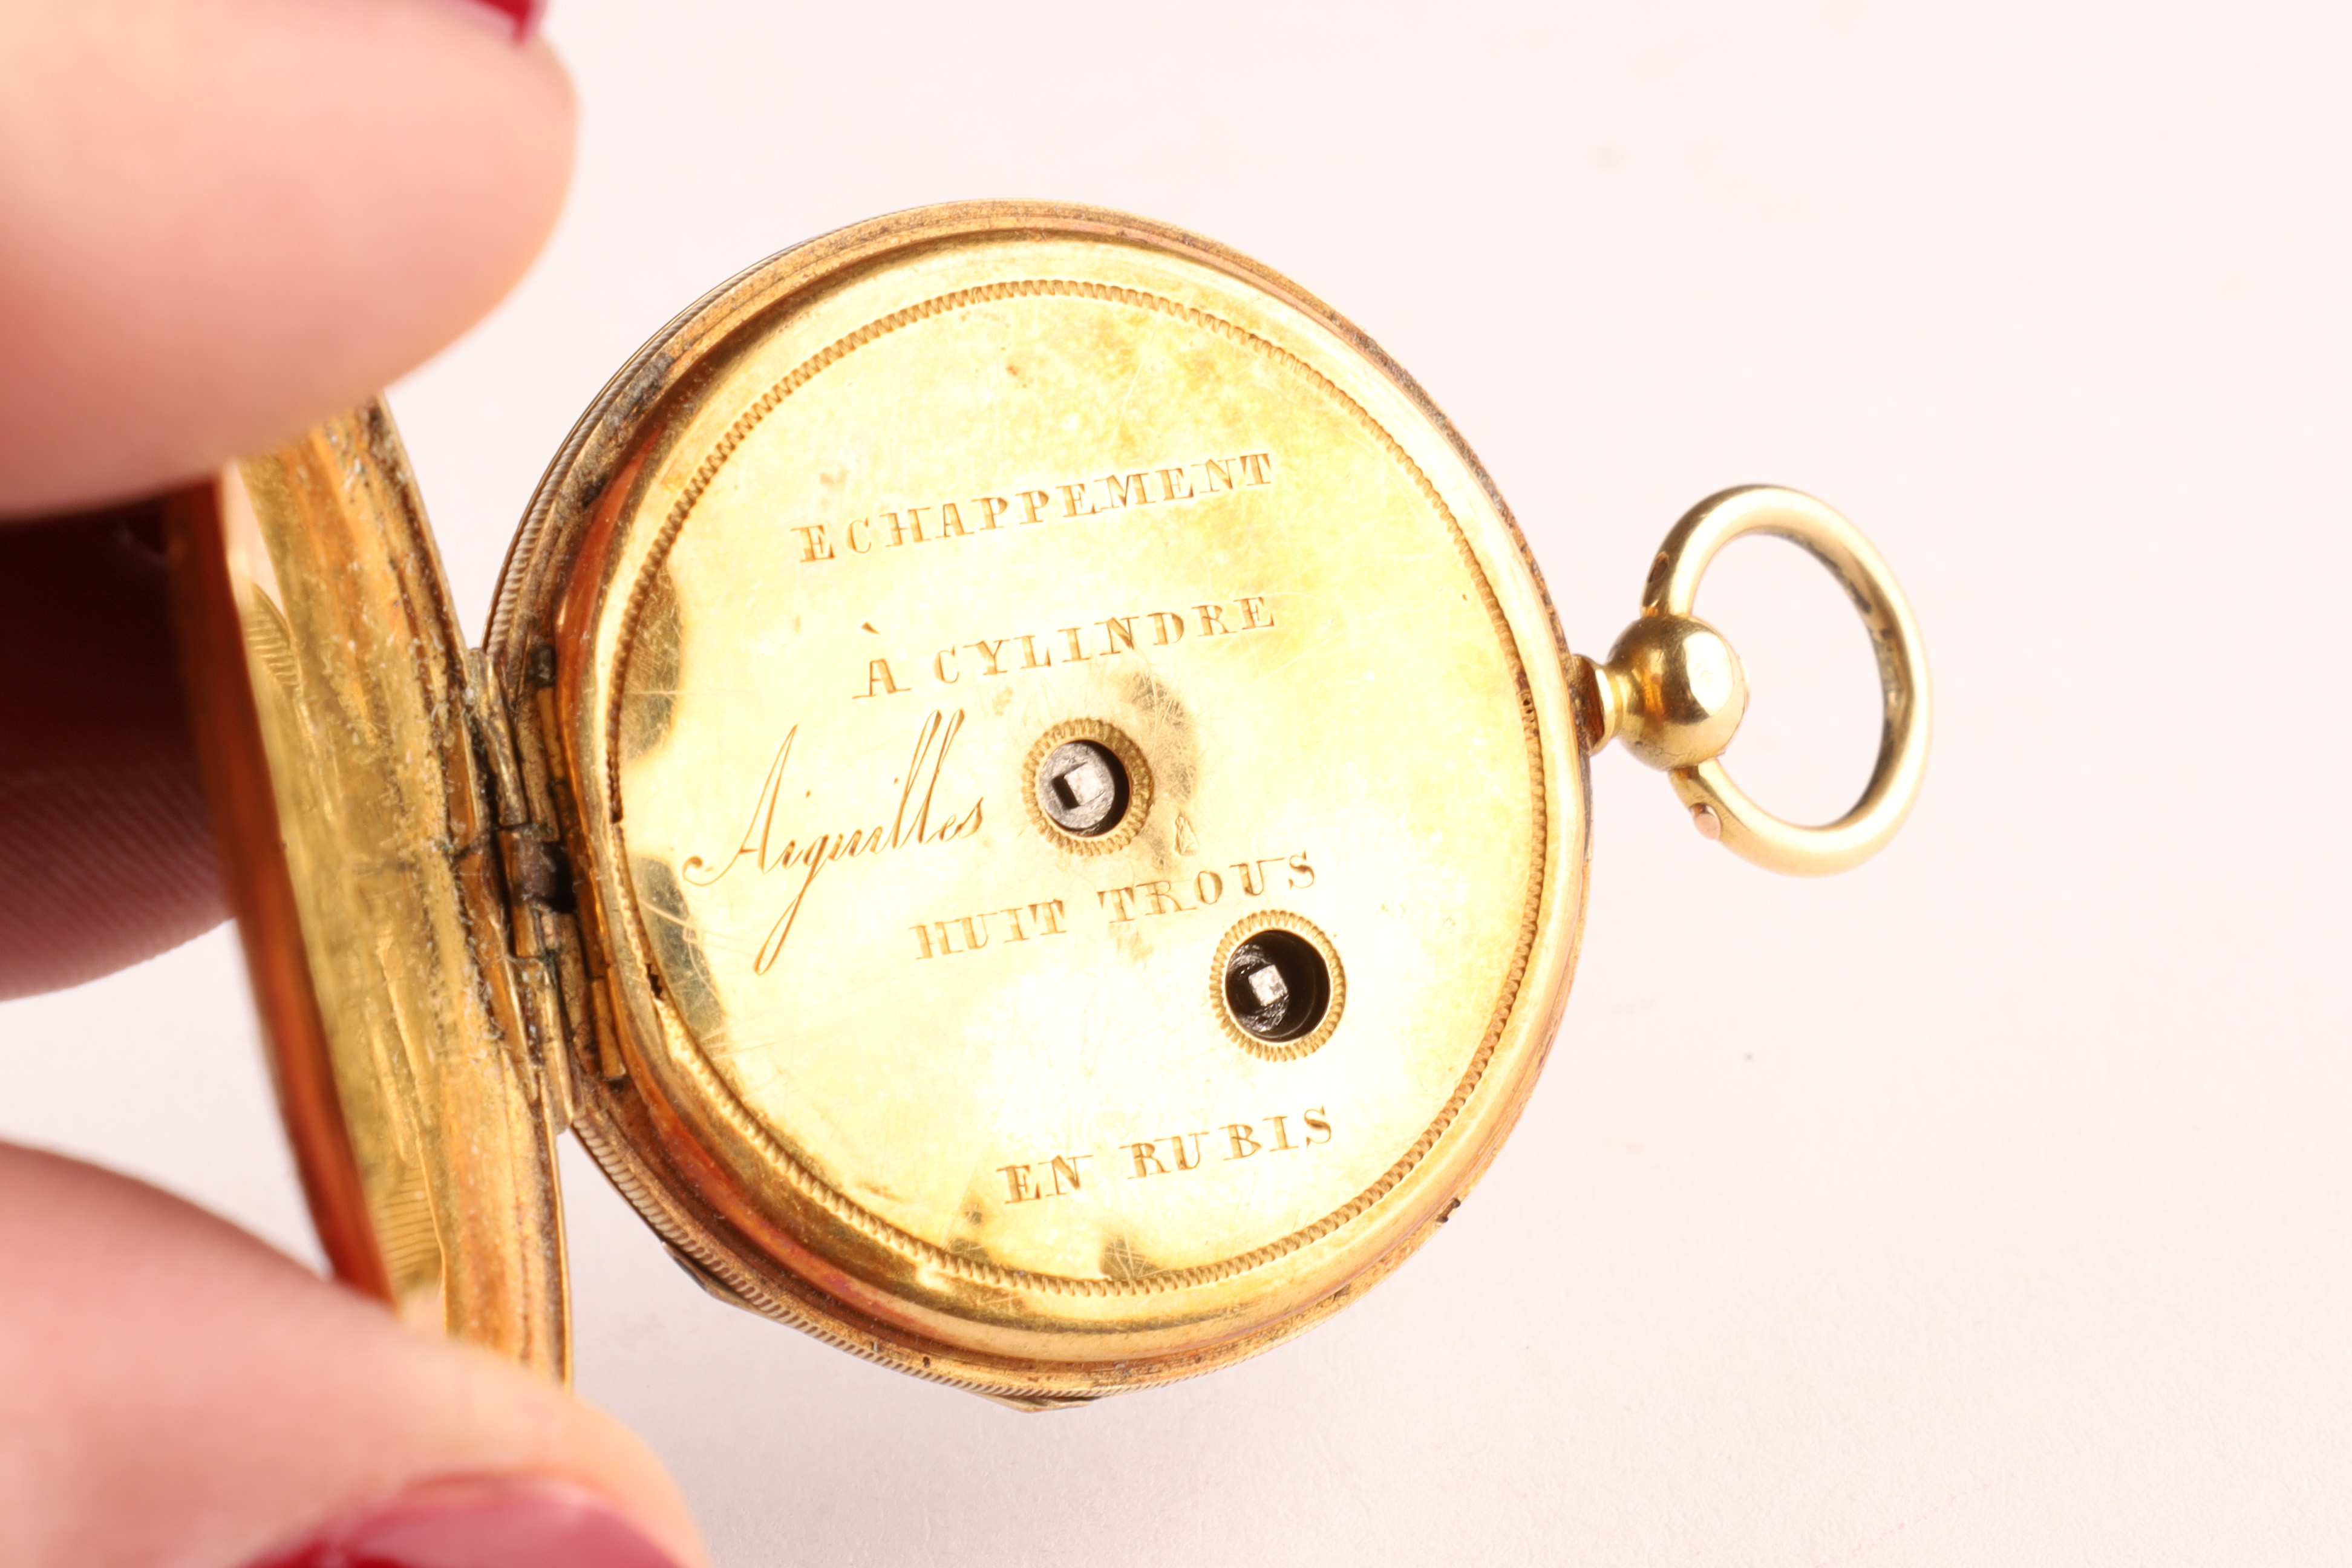 ECHAPPEMENT
À CYLINDRE
Aiguilles
HUIT TROUS
EN RUBIS